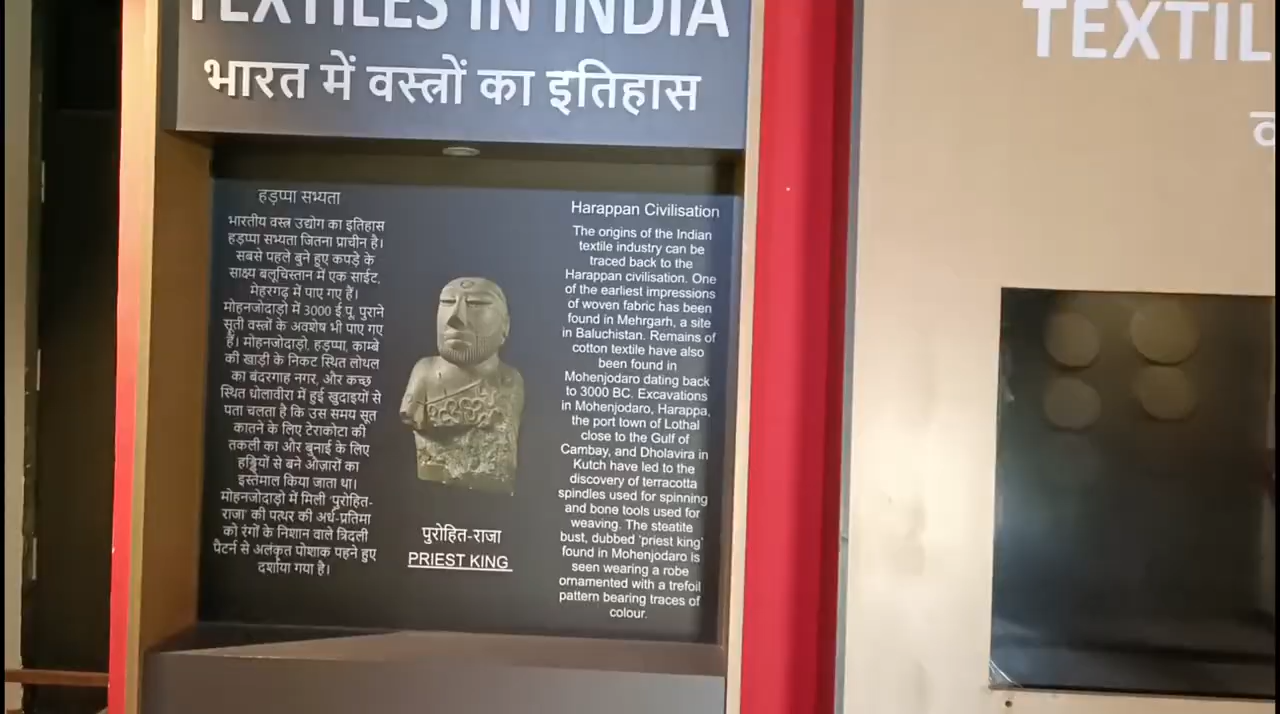 TEXTILES IN INDIA
भारत में वस्त्रों का इतिहास
हड़प्पा सभ्यता
भारतीय वस्त्र उद्योग का इतिहास
हड़प्पा सभ्यता जितना प्राचीन है।
सबसे पहले बुने हुए कपड़े के
साक्ष्य बलूचिस्तान में एक साईट,
मेहरगढ़ में पाए गए हैं।
मोहनजोदाड़ो में 3000 ई.पू. पुराने
सूती वस्त्रों के अवशेष भी पाए गए
हैं। मोहनजोदाड़ो, हड़प्पा, काम्बे
की खाड़ी के निकट स्थित लोथल
का बंदरगाह नगर, और कच्छ
स्थित धोलावीरा में हुई खुदाइयों से
पता चलता है कि उस समय सूत
कातने के लिए टेराकोटा की
तकली का और बुनाई के लिए
हड्डियों से बने औज़ारों का
इस्तेमाल किया जाता था।
मोहनजोदाड़ो में मिली 'पुरोहित-
राजा' की पत्थर की अर्ध-प्रतिमा
को रंगों के निशान वाले त्रिदली
पैटर्न से अलंकृत पोशाक पहने हुए
दर्शाया गया है।
पुरोहित-राजा
PRIEST KING
Harappan Civilisation
The origins of the Indian
textile industry can be
traced back to the
Harappan civilisation. One
of the earliest impressions
of woven fabric has been
found in Mehrgarh, a site
in Baluchistan. Remains of
cotton textile have also
been found in
Mohenjodaro dating back
to 3000 BC. Excavations
in Mohenjodaro, Harappa,
the port town of Lothal
close to the Gulf of
Cambay, and Dholavira in
Kutch have led to the
discovery of terracotta
spindles used for spinning
and bone tools used for
weaving. The steatite
bust, dubbed 'priest king'
found in Mohenjodaro is
seen wearing a robe
ornamented with a trefoil
pattern bearing traces of
colour.
TEXTIL